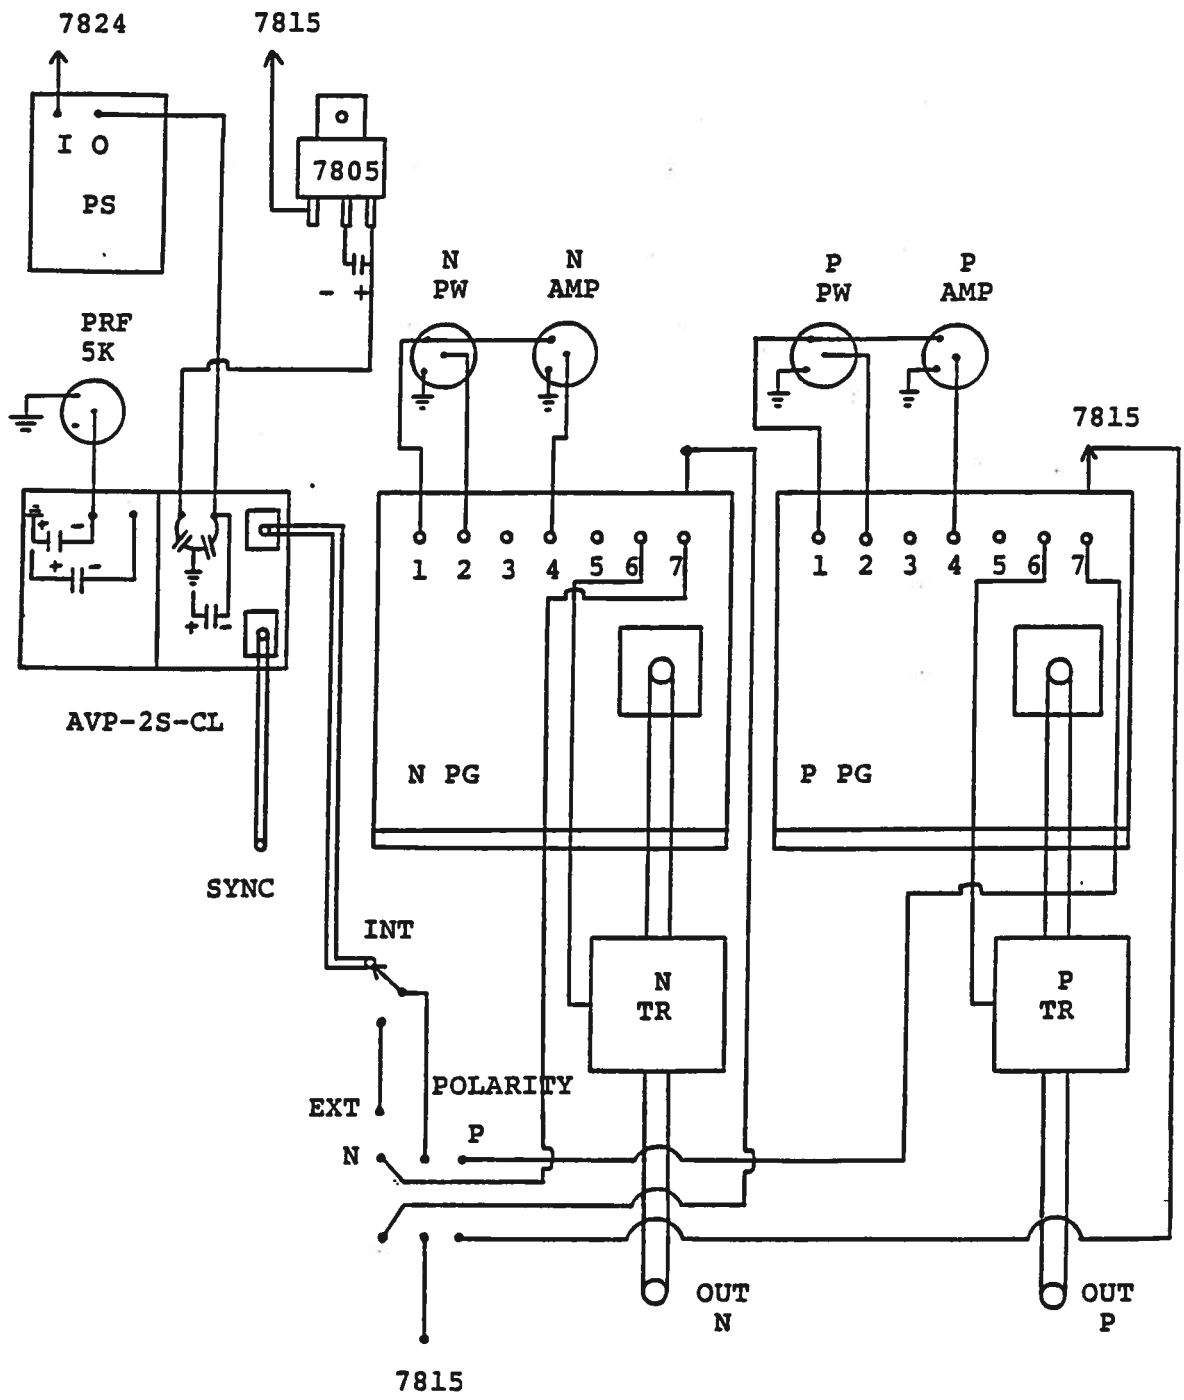 7824
7815
I O
PS
7805
- +
PRF
5K
N
PW
N
AMP
P
PW
P
AMP
7815
+ -
+ -
+ -
1 2 3 4 5 6 7
1 2 3 4 5 6 7
AVP-2S-CL
N PG
P PG
SYNC
INT
N
TR
P
TR
POLARITY
EXT
P
N
OUT
N
OUT
P
7815